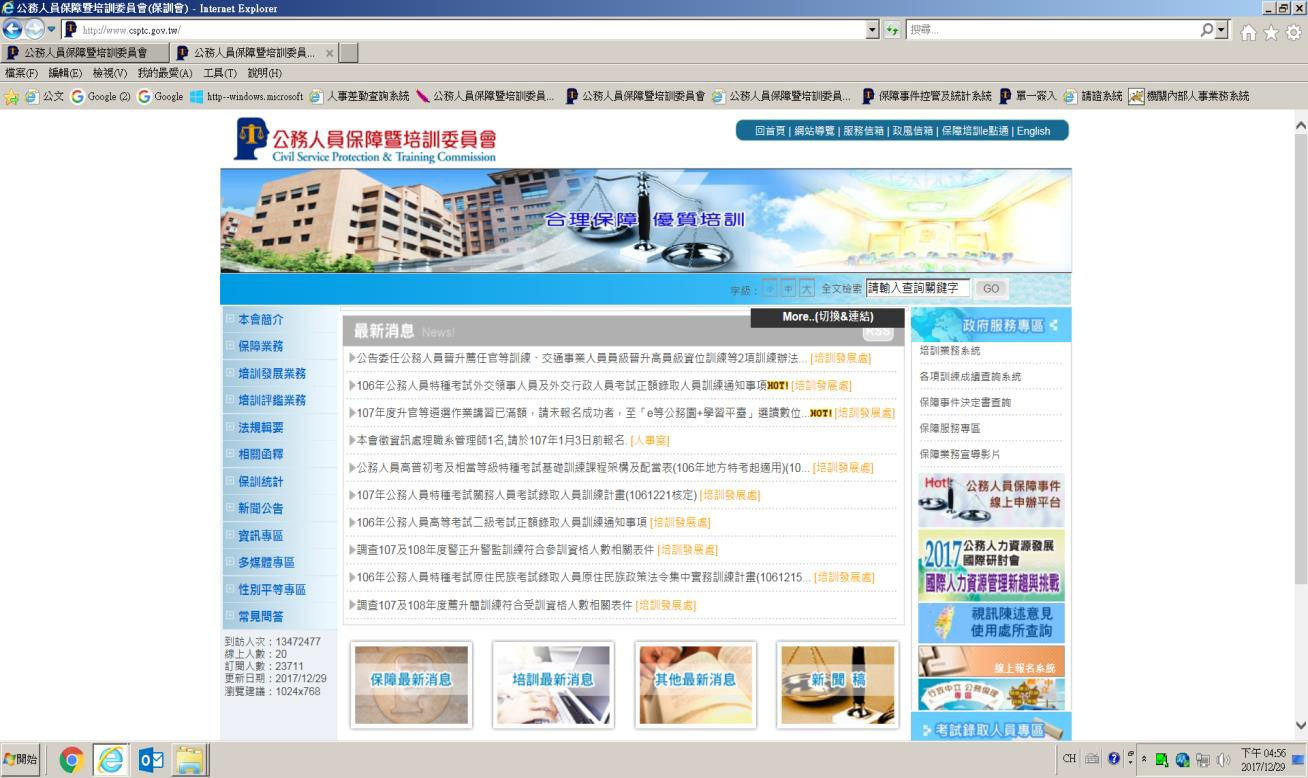 公務人員保障暨培訓委員會(保訓會) - Internet Explorer
http://www.csptc.gov.tw/
搜尋...
公務人員保障暨培訓委員會
公務人員保障暨培訓委員...
檔案(F) 編輯(E) 檢視(V) 我的最愛(A) 工具(T) 說明(H)
公文 Google (2) Google http--windows.microsoft 人事差勤查詢系統 公務人員保障暨培訓委員... 公務人員保障暨培訓委員會 公務人員保障暨培訓委員... 保障事件控管及統計系統 單一簽入 請證系統 機關內部人事業務系統
公務人員保障暨培訓委員會
Civil Service Protection & Training Commission
回首頁 | 網站導覽 | 服務信箱 | 政風信箱 | 保障培訓e點通 | English
合理保障 優質培訓
字級： 小 中 大 全文檢索 請輸入查詢關鍵字 GO
本會簡介
保障業務
培訓發展業務
培訓評鑑業務
法規輯要
相關函釋
保訓統計
新聞公告
資訊專區
多媒體專區
性別平等專區
常見問答
到訪人次：13472477
線上人數：20
訂閱人數：23711
更新日期：2017/12/29
瀏覽建議：1024x768
More..(切換&連結)
最新消息 News!
RSS
公告委任公務人員晉升薦任官等訓練、交通事業人員員級晉升高員級資位訓練等2項訓練辦法... [培訓發展處]
106年公務人員特種考試外交領事人員及外交行政人員考試正額錄取人員訓練通知事項HOT! [培訓發展處]
107年度升官等遴選作業講習已滿額，請未報名成功者，至「e等公務園+學習平臺」選讀數位...HOT! [培訓發展處]
本會徵資訊處理職系管理師1名,請於107年1月3日前報名. [人事室]
公務人員高普初考及相當等級特種考試基礎訓練課程架構及配當表(106年地方特考起適用)(10... [培訓發展處]
107年公務人員特種考試關務人員考試錄取人員訓練計畫(1061221核定) [培訓發展處]
106年公務人員高等考試二級考試正額錄取人員訓練通知事項 [培訓發展處]
調查107及108年度警正升警監訓練符合參訓資格人數相關表件 [培訓發展處]
106年公務人員特種考試原住民族考試錄取人員原住民族政策法令集中實務訓練計畫(1061215... [培訓發展處]
調查107及108年度薦升簡訓練符合受訓資格人數相關表件 [培訓發展處]
保障最新消息
培訓最新消息
其他最新消息
新聞稿
政府服務專區
培訓業務系統
各項訓練成績查詢系統
保障事件決定書查詢
保障服務專區
保障業務宣導影片
Hot! 公務人員保障事件
線上申辦平台
2017 公務人力資源發展
國際研討會
國際人力資源管理新趨與挑戰
視訊陳述意見
使用處所查詢
線上報名系統
行政中立 公務倫理
專區
考試錄取人員專區
開始
CH
下午 04:56
2017/12/29